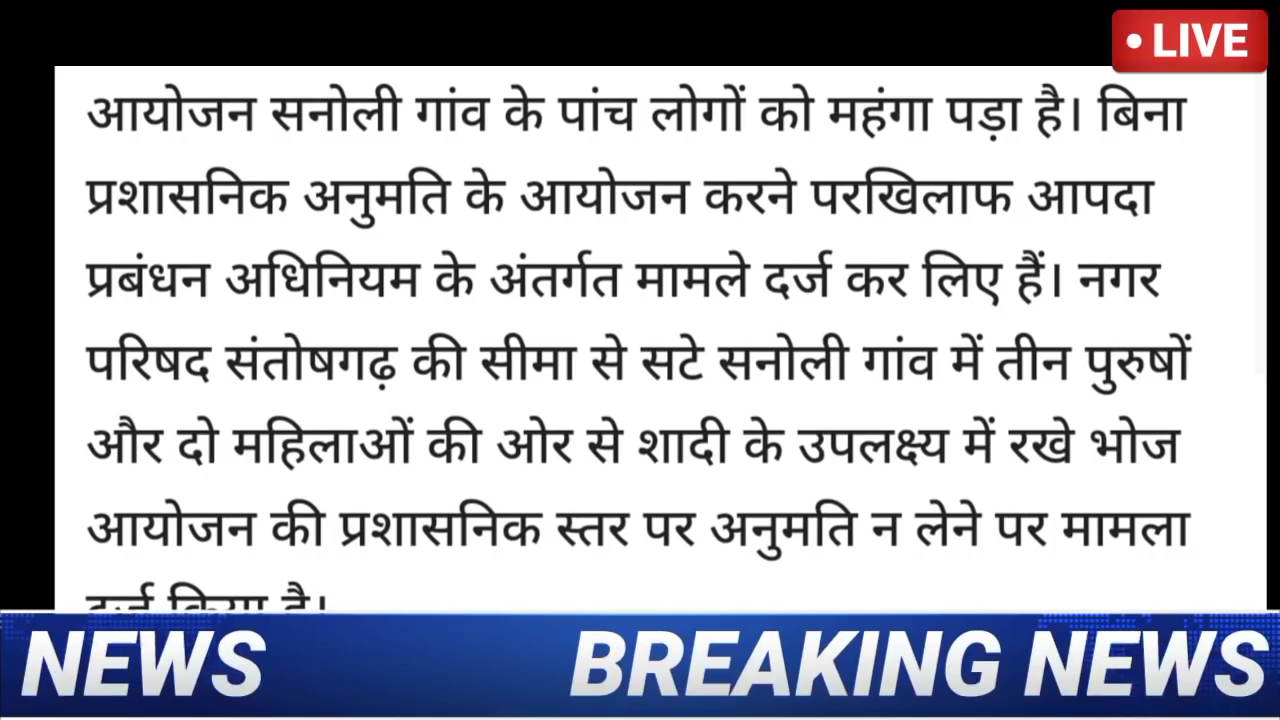 LIVE
आयोजन सनोली गांव के पांच लोगों को महंगा पड़ा है। बिना
प्रशासनिक अनुमति के आयोजन करने परखिलाफ आपदा
प्रबंधन अधिनियम के अंतर्गत मामले दर्ज कर लिए हैं। नगर
परिषद संतोषगढ़ की सीमा से सटे सनोली गांव में तीन पुरुषों
और दो महिलाओं की ओर से शादी के उपलक्ष्य में रखे भोज
आयोजन की प्रशासनिक स्तर पर अनुमति न लेने पर मामला
दर्ज किया है।
NEWS BREAKING NEWS